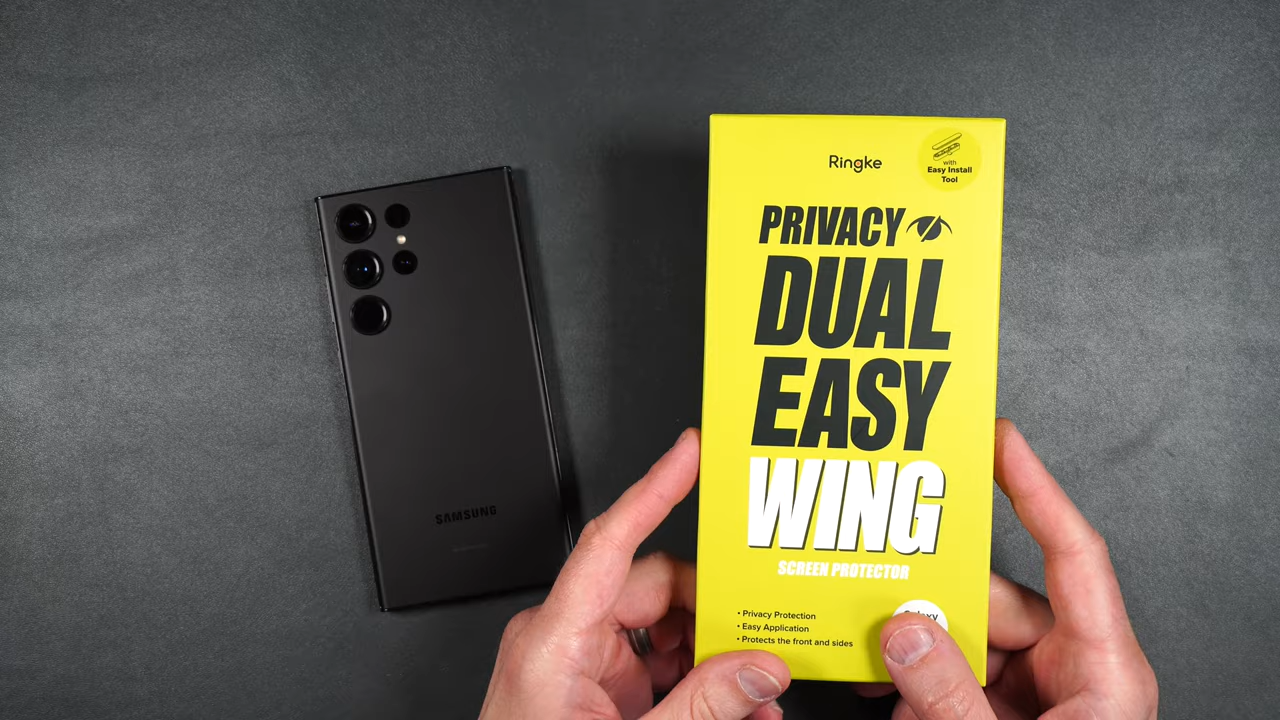 SAMSUNG
Ringke
with
Easy Install
Tool
PRIVACY
DUAL
EASY
WING
SCREEN PROTECTOR
• Privacy Protection
• Easy Application
• Protects the front and sides
Galaxy